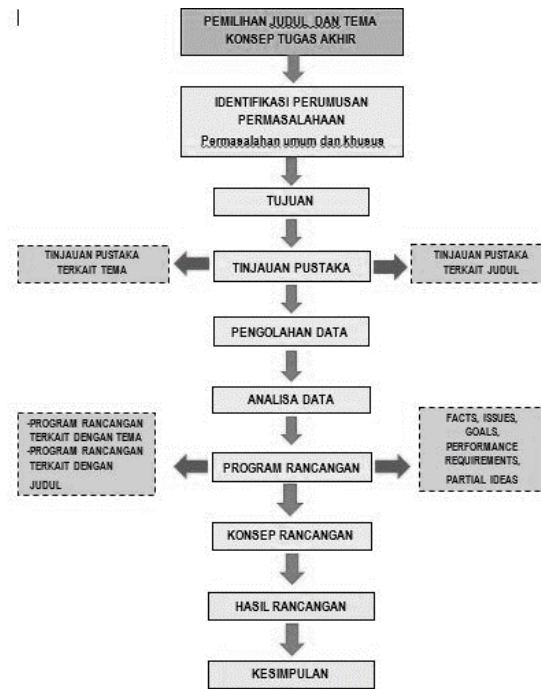 PEMILIHAN JUDUL DAN TEMA
KONSEP TUGAS AKHIR
IDENTIFIKASI PERUMUSAN
PERMASALAHAAN
Permasalahan umum dan khusus
TUJUAN
TINJAUAN PUSTAKA
TERKAIT TEMA
TINJAUAN PUSTAKA
TINJAUAN PUSTAKA
TERKAIT JUDUL
PENGOLAHAN DATA
ANALISA DATA
-PROGRAM RANCANGAN
TERKAIT DENGAN TEMA
-PROGRAM RANCANGAN
TERKAIT DENGAN
JUDUL
PROGRAM RANCANGAN
FACTS, ISSUES,
GOALS,
PERFORMANCE
REQUIREMENTS,
PARTIAL IDEAS
KONSEP RANCANGAN
HASIL RANCANGAN
KESIMPULAN